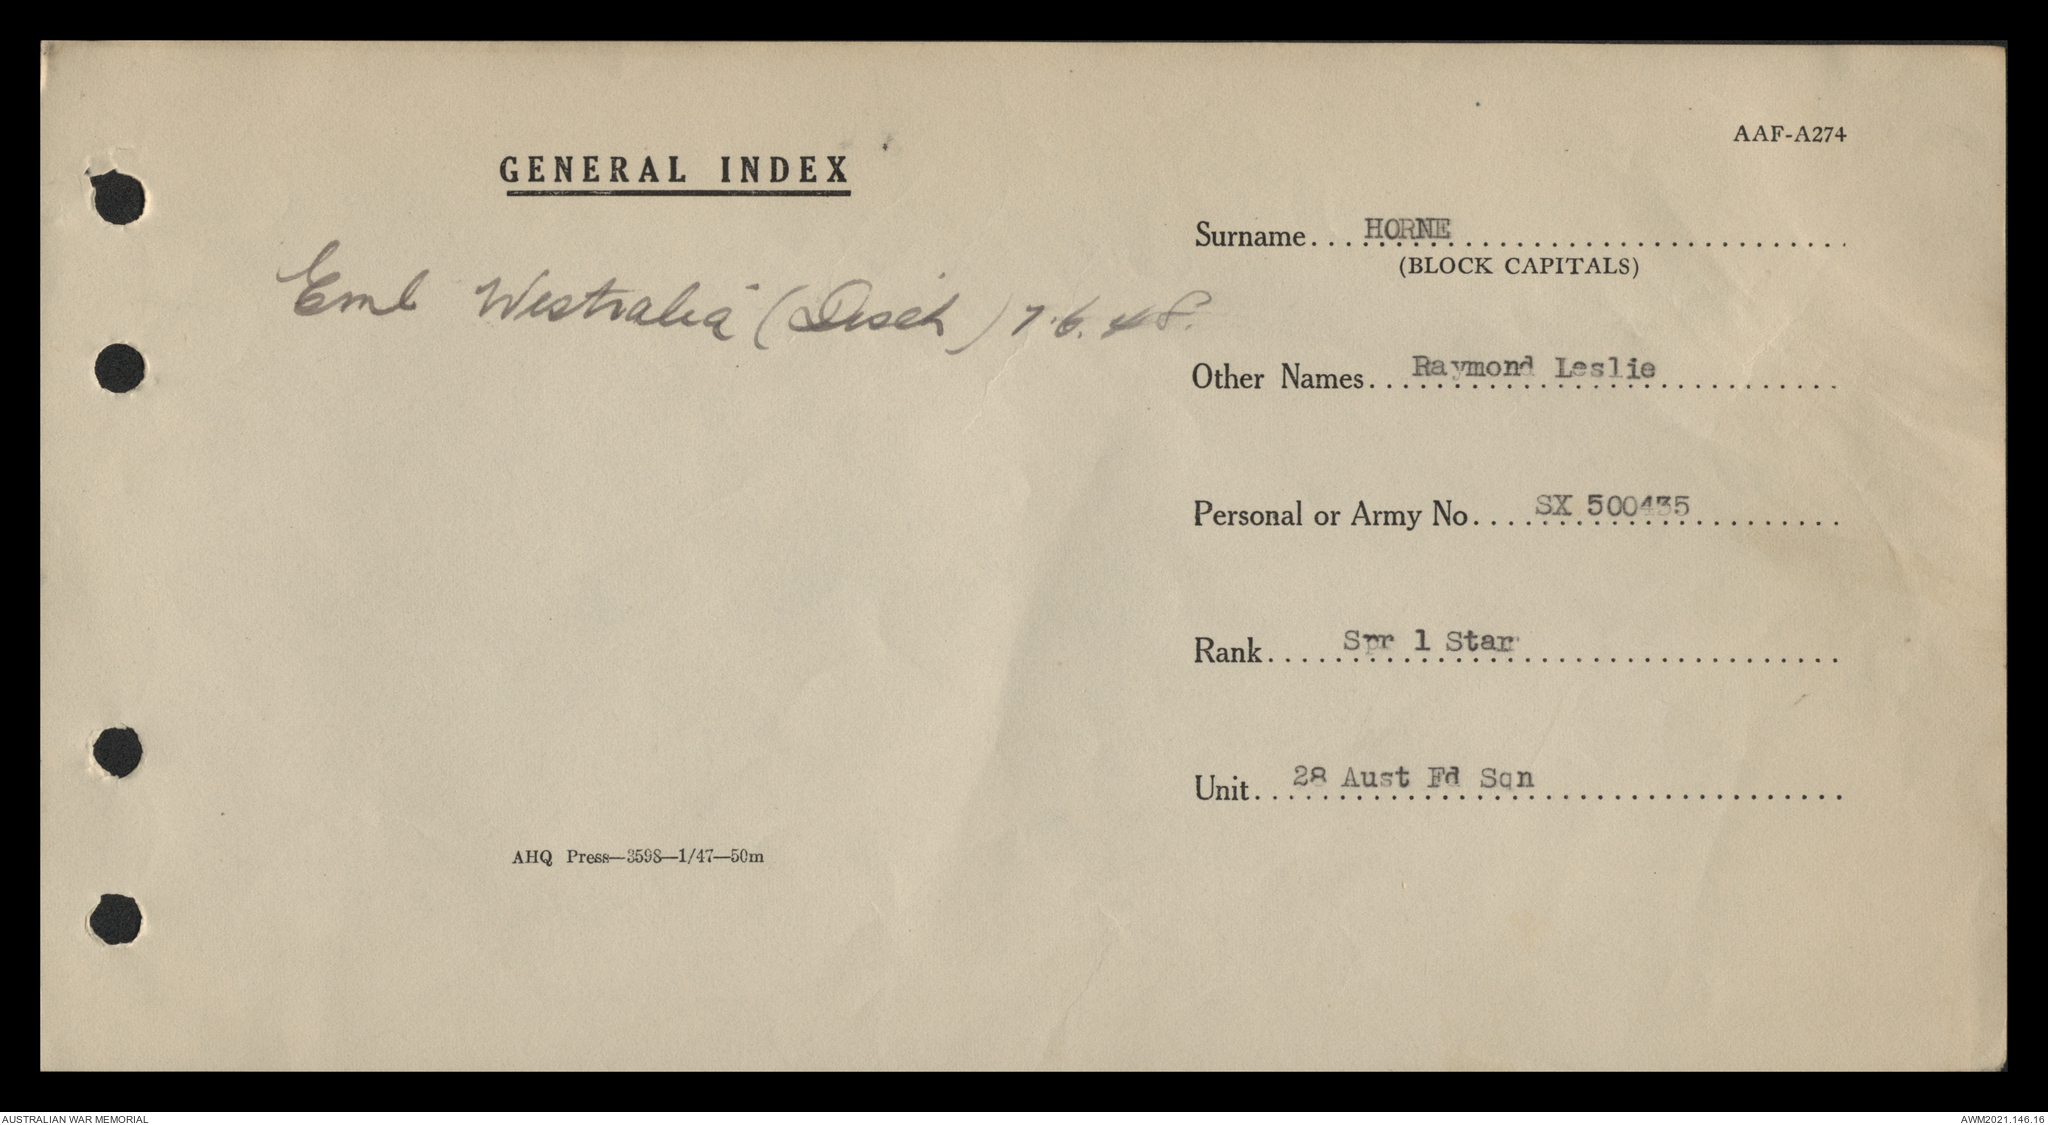 AAF-A274
GENERAL INDEX
Emb Westralia (Disch) 7.6.48.
Surname....HORNE
(BLOCK CAPITALS)
Other Names...Raymond Leslie
Personal or Army No....SX 500435
Rank....Spr 1 Star
Unit...28 Aust Fd Sqn
AHQ Press—3598—1/47—50m
AUSTRALIAN WAR MEMORIAL
AWM2021.146.16